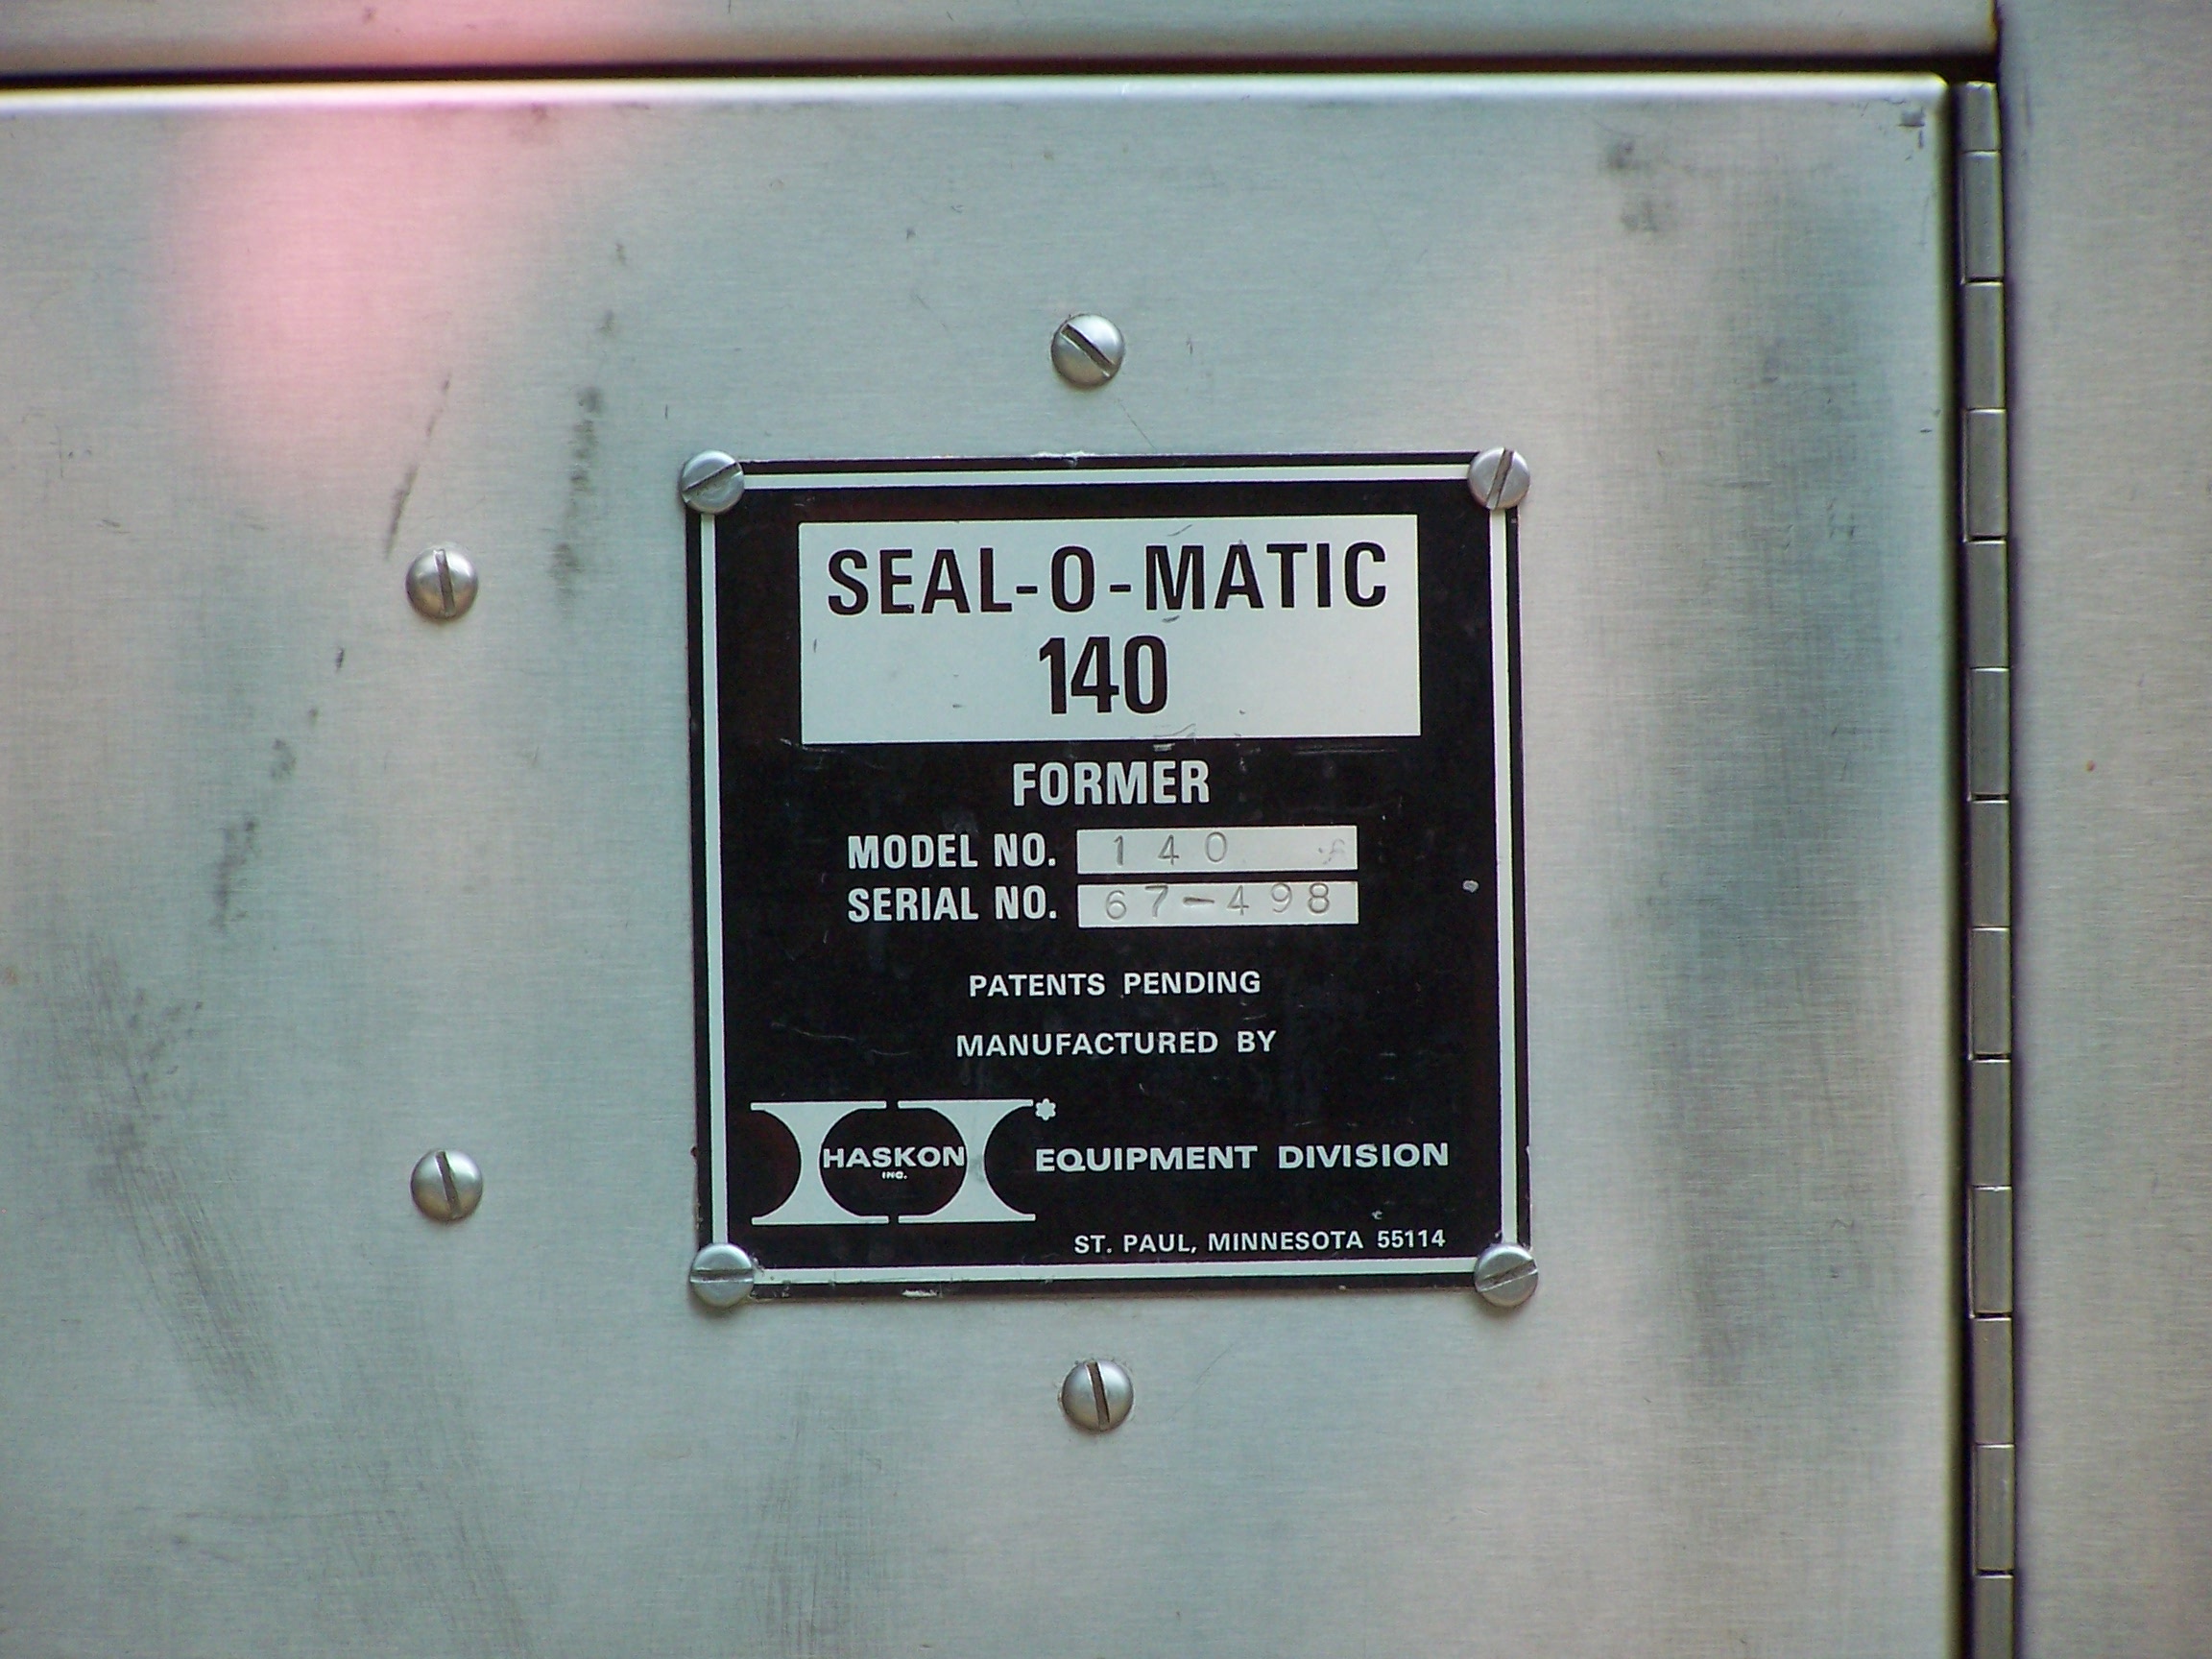 SEAL-O-MATIC
140
FORMER
MODEL NO. 140
SERIAL NO. 67-498
PATENTS PENDING
MANUFACTURED BY
HASKON
INC.
* EQUIPMENT DIVISION
ST. PAUL, MINNESOTA 55114